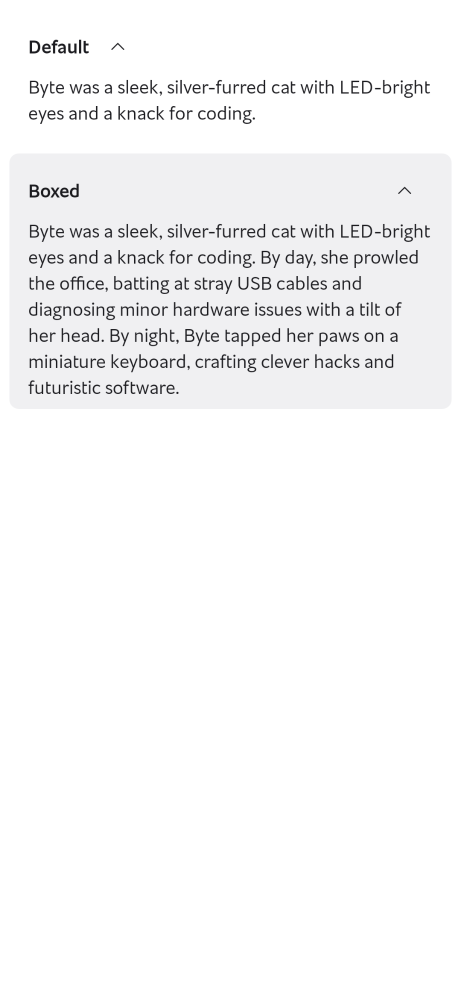 Default
Byte was a sleek, silver-furred cat with LED-bright
eyes and a knack for coding.
Boxed
Byte was a sleek, silver-furred cat with LED-bright
eyes and a knack for coding. By day, she prowled
the office, batting at stray USB cables and
diagnosing minor hardware issues with a tilt of
her head. By night, Byte tapped her paws on a
miniature keyboard, crafting clever hacks and
futuristic software.